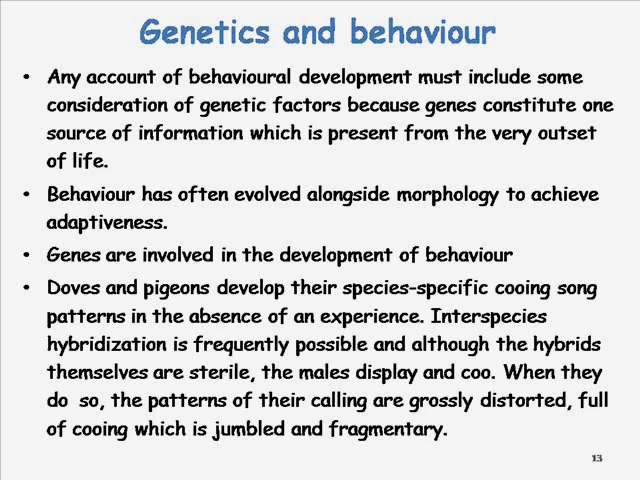 Genetics and behaviour
• Any account of behavioural development must include some
consideration of genetic factors because genes constitute one
source of information which is present from the very outset
of life.
• Behaviour has often evolved alongside morphology to achieve
adaptiveness.
• Genes are involved in the development of behaviour
• Doves and pigeons develop their species-specific cooing song
patterns in the absence of an experience. Interspecies
hybridization is frequently possible and although the hybrids
themselves are sterile, the males display and coo. When they
do so, the patterns of their calling are grossly distorted, full
of cooing which is jumbled and fragmentary.
13